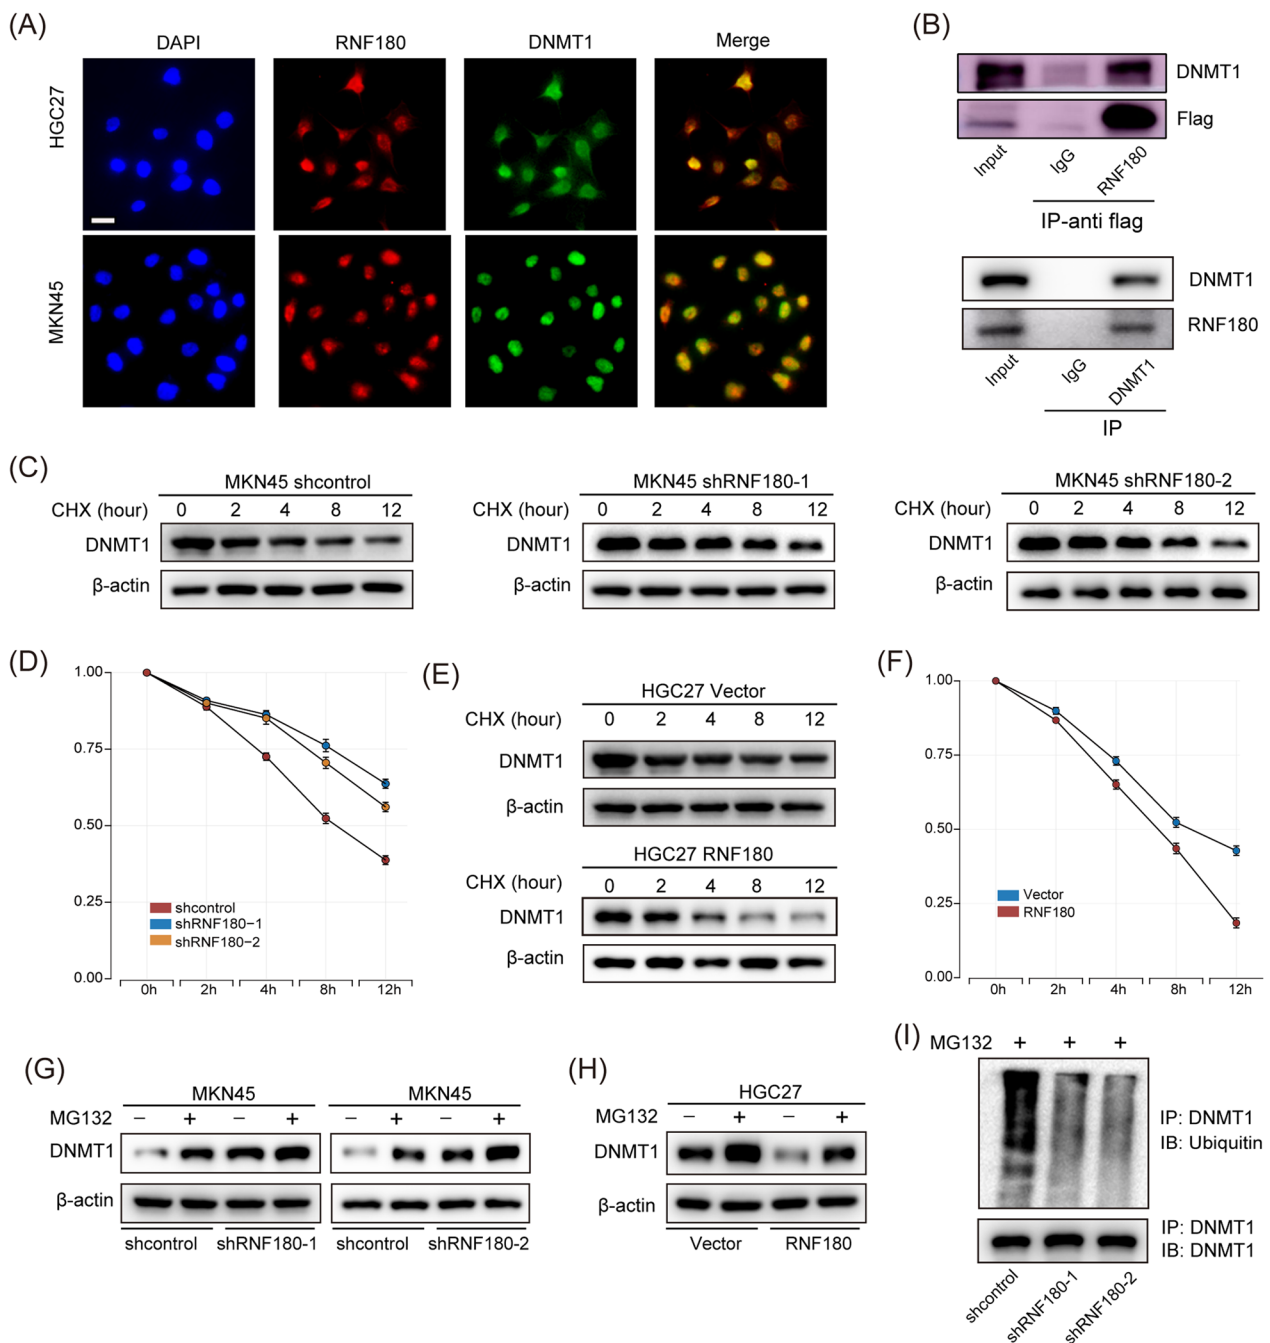 (A)
DAPI RNF180 DNMT1 Merge
HGC27
MKN45
(B)
DNMT1
Flag
Input IgG RNF180
IP-anti flag
DNMT1
RNF180
Input IgG DNMT1
IP
(C)
MKN45 shcontrol
CHX (hour) 0 2 4 8 12
DNMT1
β-actin
MKN45 shRNF180-1
CHX (hour) 0 2 4 8 12
DNMT1
β-actin
MKN45 shRNF180-2
CHX (hour) 0 2 4 8 12
DNMT1
β-actin
(D)
1.00
0.75
0.50
0.25
0.00
shcontrol
shRNF180−1
shRNF180−2
0h 2h 4h 8h 12h
(E)
HGC27 Vector
CHX (hour) 0 2 4 8 12
DNMT1
β-actin
HGC27 RNF180
CHX (hour) 0 2 4 8 12
DNMT1
β-actin
(F)
1.00
0.75
0.50
0.25
0.00
Vector
RNF180
0h 2h 4h 8h 12h
(G)
MKN45 MKN45
MG132 − + − + − + − +
DNMT1
β-actin
shcontrol shRNF180-1 shcontrol shRNF180-2
(H)
HGC27
MG132 − + − +
DNMT1
β-actin
Vector RNF180
(I)
MG132 + + +
IP: DNMT1
IB: Ubiquitin
IP: DNMT1
IB: DNMT1
shcontrol shRNF180-1 shRNF180-2